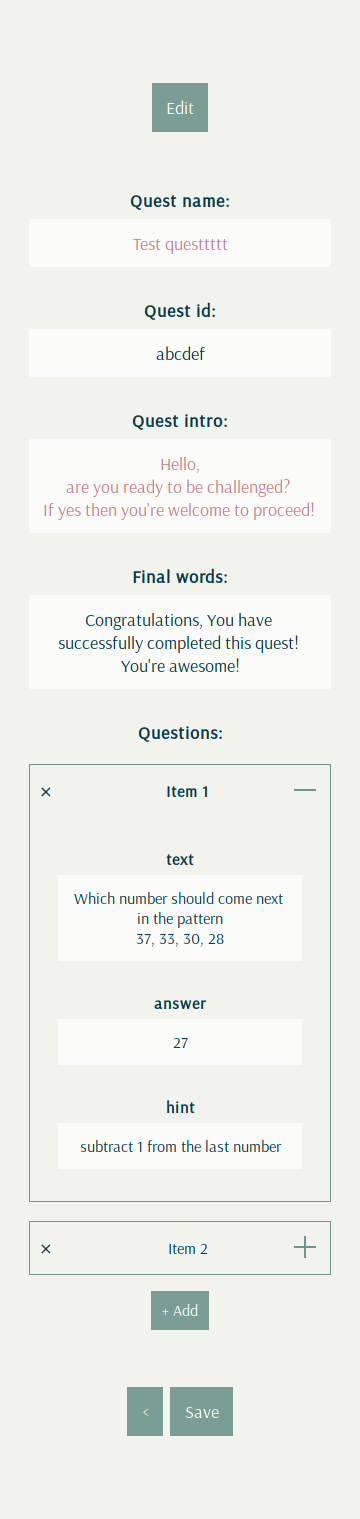 Edit
Quest name:
Test questtttt
Quest id:
abcdef
Quest intro:
Hello,
are you ready to be challenged?
If yes then you're welcome to proceed!
Final words:
Congratulations, You have
successfully completed this quest!
You're awesome!
Questions:
× Item 1 —
text
Which number should come next
in the pattern
37, 33, 30, 28
answer
27
hint
subtract 1 from the last number
× Item 2 +
+ Add
< Save